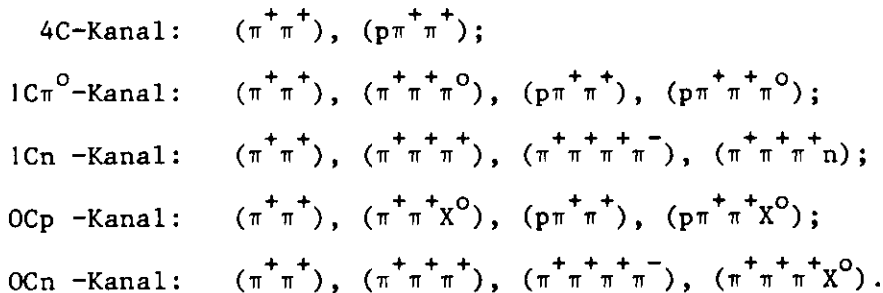 4C-Kanal: (π⁺π⁺), (pπ⁺π⁺);
1Cπ⁰-Kanal: (π⁺π⁺), (π⁺π⁺π⁰), (pπ⁺π⁺), (pπ⁺π⁺π⁰);
1Cn -Kanal: (π⁺π⁺), (π⁺π⁺π⁺), (π⁺π⁺π⁺π⁻), (π⁺π⁺π⁺n);
0Cp -Kanal: (π⁺π⁺), (π⁺π⁺X⁰), (pπ⁺π⁺), (pπ⁺π⁺X⁰);
0Cn -Kanal: (π⁺π⁺), (π⁺π⁺π⁺), (π⁺π⁺π⁺π⁻), (π⁺π⁺π⁺X⁰).